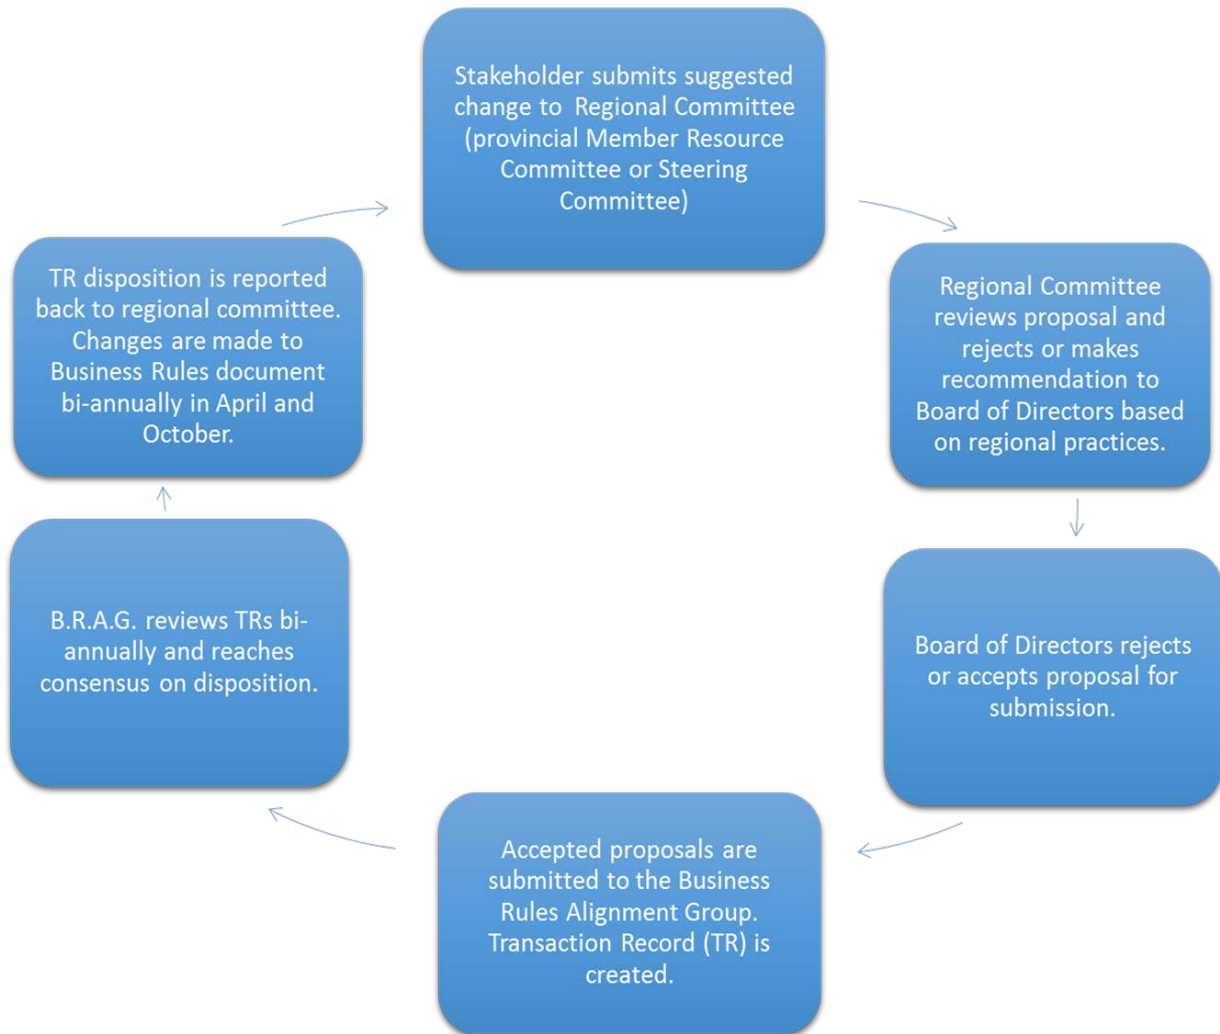 Stakeholder submits suggested
change to Regional Committee
(provincial Member Resource
Committee or Steering
Committee)
Regional Committee
reviews proposal and
rejects or makes
recommendation to
Board of Directors based
on regional practices.
Board of Directors rejects
or accepts proposal for
submission.
Accepted proposals are
submitted to the Business
Rules Alignment Group.
Transaction Record (TR) is
created.
B.R.A.G. reviews TRs bi-
annually and reaches
consensus on disposition.
TR disposition is reported
back to regional committee.
Changes are made to
Business Rules document
bi-annually in April and
October.